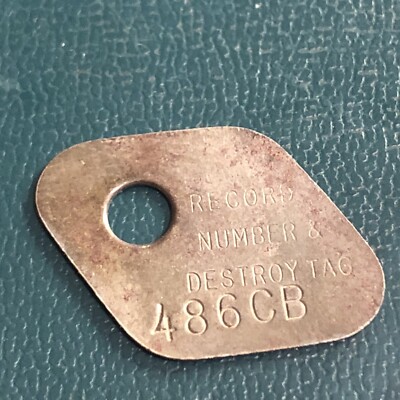 RECORD
NUMBER &
DESTROY TAG
486CB